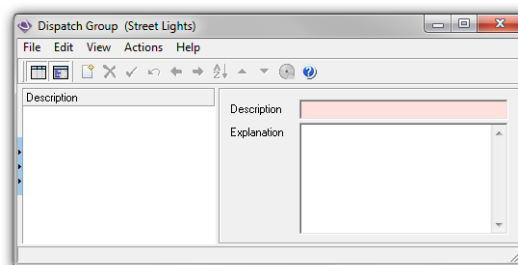 Dispatch Group (Street Lights)
File Edit View Actions Help
Description
Description
Explanation